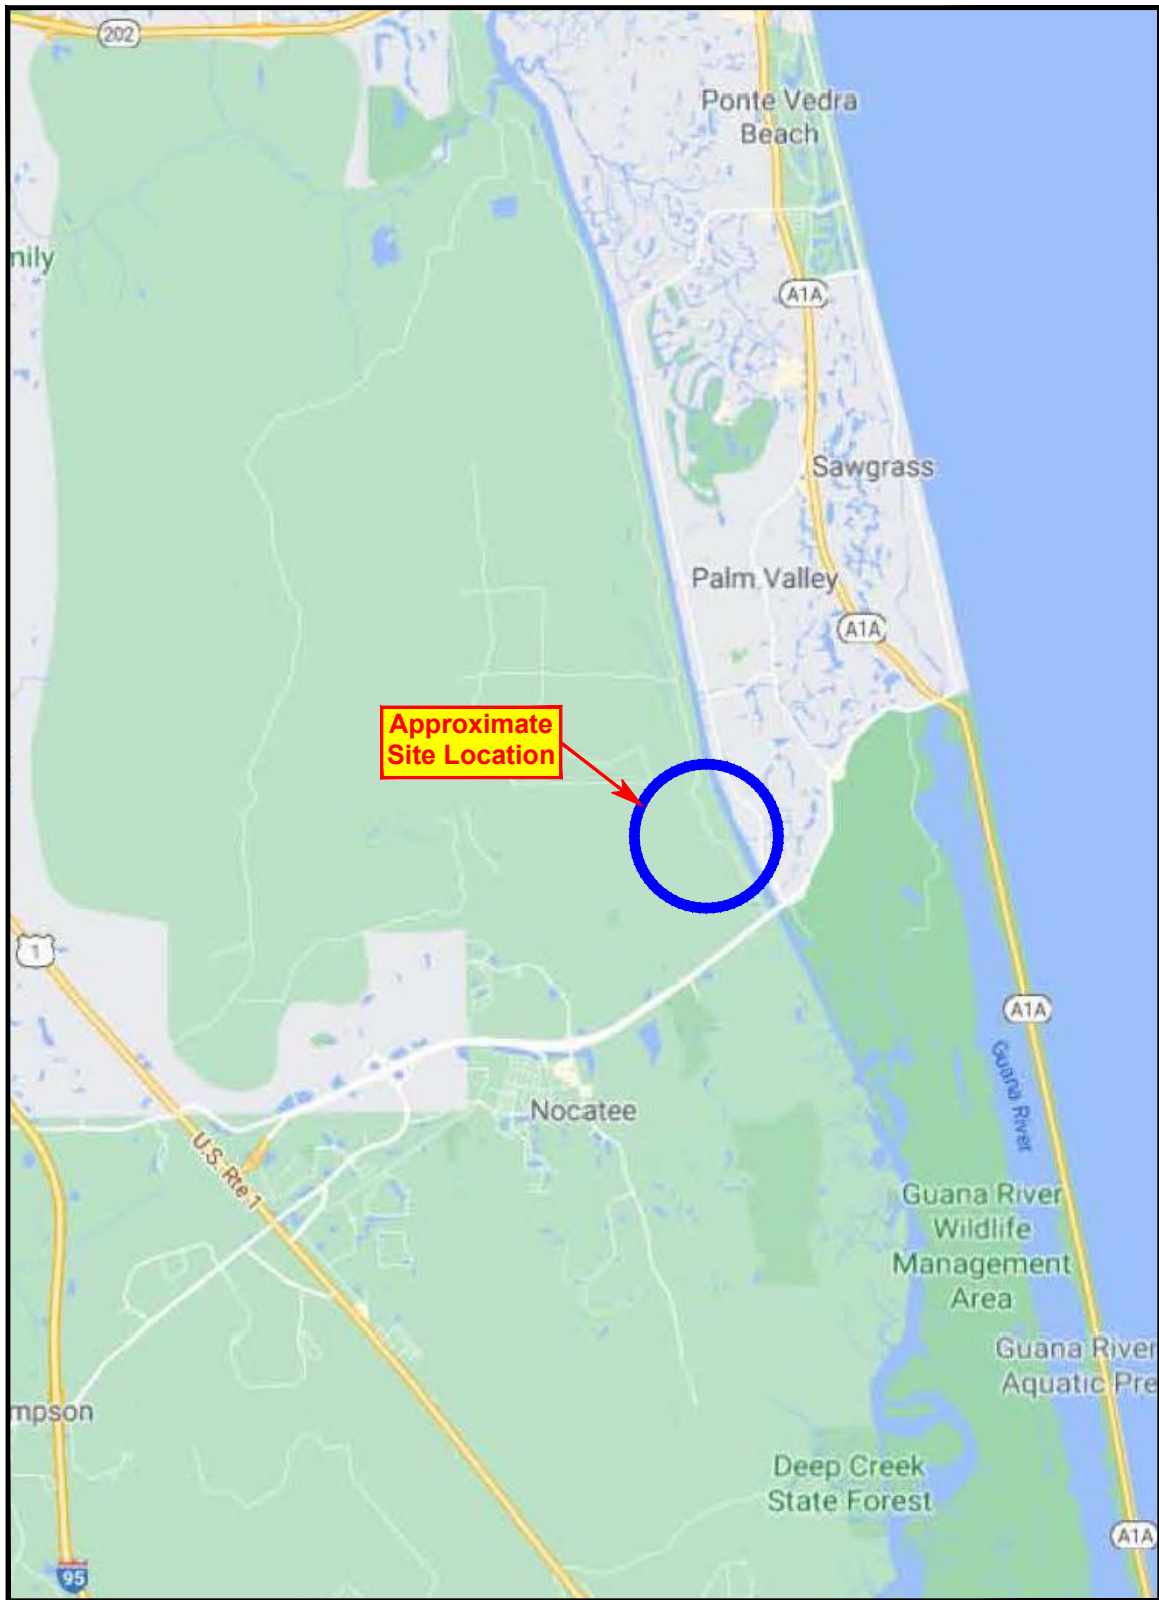 202
Ponte Vedra
Beach
nily
A1A
Sawgrass
Palm Valley
A1A
Approximate
Site Location
1
A1A
Guana River
Nocatee
U.S. Rte 1
Guana River
Wildlife
Management
Area
Guana River
Aquatic Pre
mpson
Deep Creek
State Forest
A1A
95